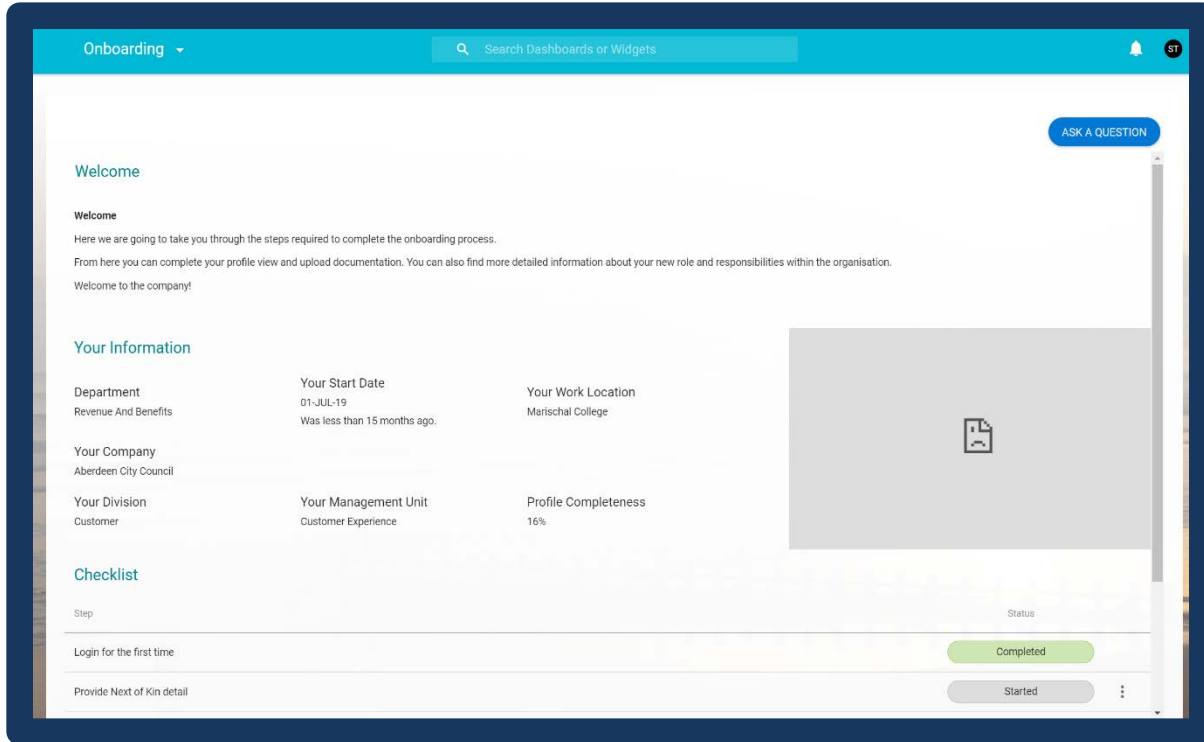 Onboarding
Search Dashboards or Widgets
ST
ASK A QUESTION
Welcome
Welcome
Here we are going to take you through the steps required to complete the onboarding process.
From here you can complete your profile view and upload documentation. You can also find more detailed information about your new role and responsibilities within the organisation.
Welcome to the company!
Your Information
Department
Revenue And Benefits
Your Start Date
01-JUL-19
Was less than 15 months ago.
Your Work Location
Marischal College
Your Company
Aberdeen City Council
Your Division
Customer
Your Management Unit
Customer Experience
Profile Completeness
16%
Checklist
Step
Status
Login for the first time
Completed
Provide Next of Kin detail
Started